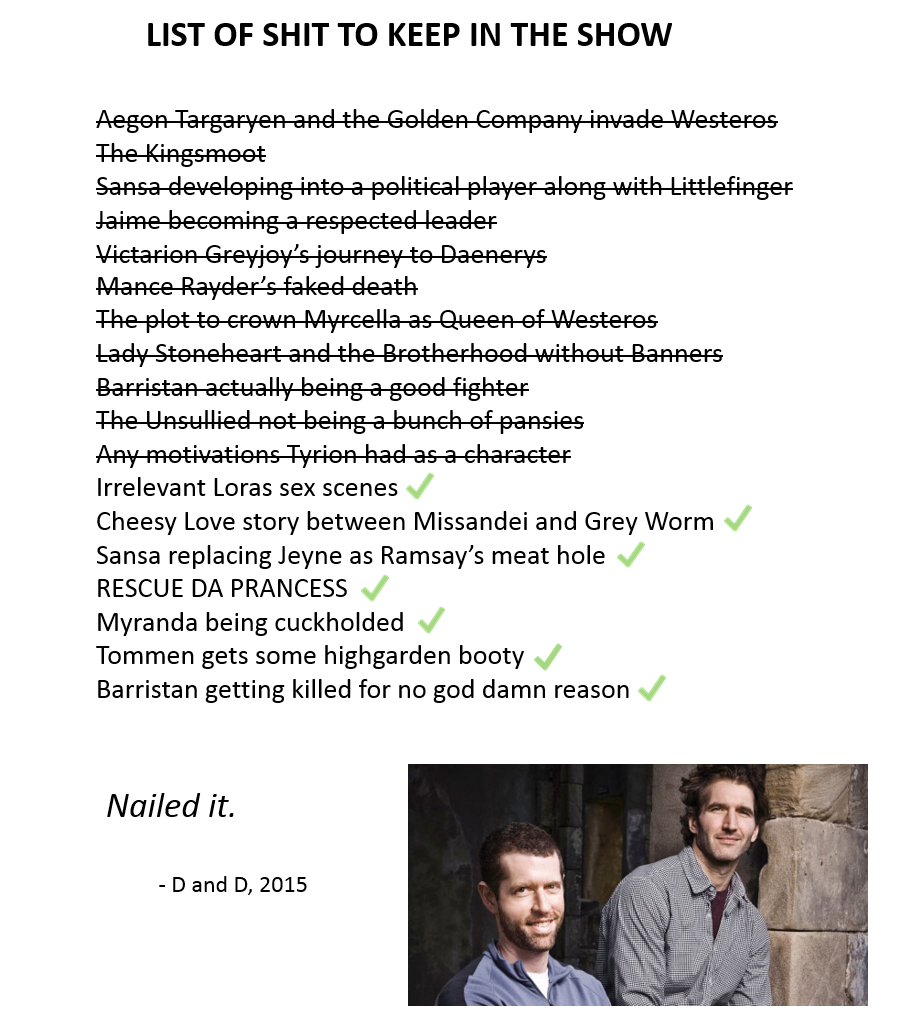 LIST OF SHIT TO KEEP IN THE SHOW
Aegon Targaryen and the Golden Company invade Westeros
The Kingsmoot
Sansa developing into a political player along with Littlefinger
Jaime becoming a respected leader
Victarion Greyjoy’s journey to Daenerys
Mance Rayder’s faked death
The plot to crown Myrcella as Queen of Westeros
Lady Stoneheart and the Brotherhood without Banners
Barristan actually being a good fighter
The Unsullied not being a bunch of pansies
Any motivations Tyrion had as a character
Irrelevant Loras sex scenes
Cheesy Love story between Missandei and Grey Worm
Sansa replacing Jeyne as Ramsay’s meat hole
RESCUE DA PRANCESS
Myranda being cuckholded
Tommen gets some highgarden booty
Barristan getting killed for no god damn reason
Nailed it.
- D and D, 2015